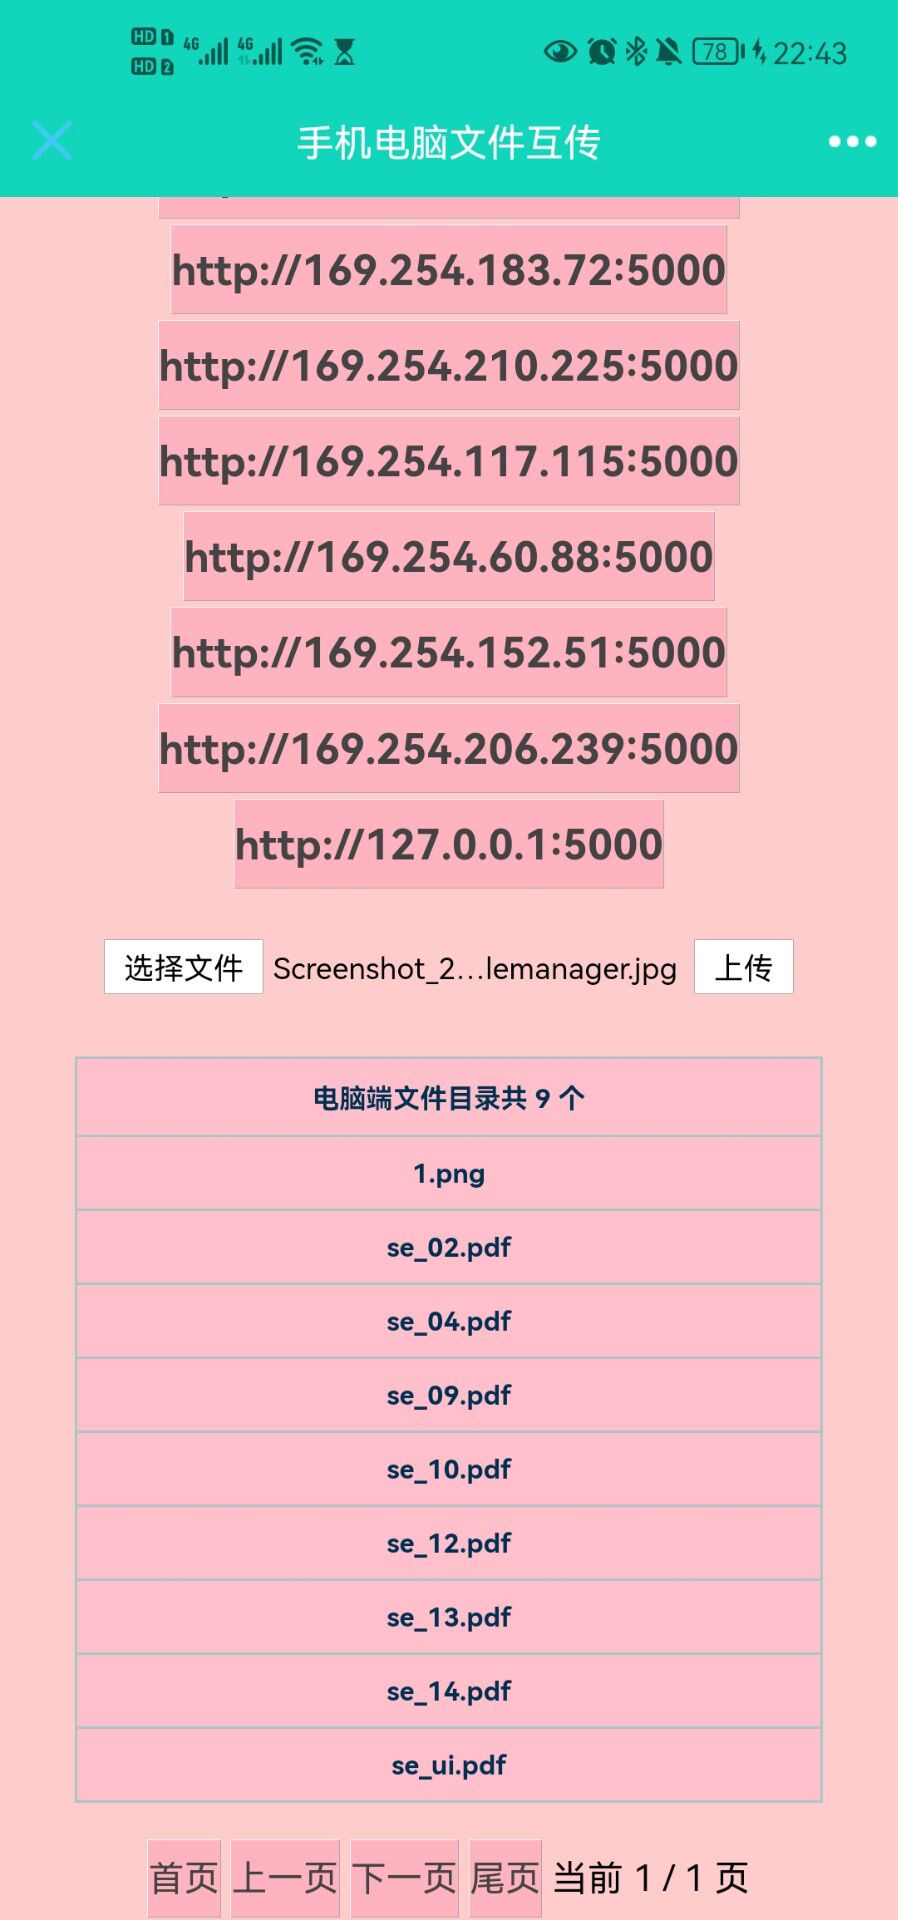 HD 1 4G 4G 78 22:43
HD 2
手机电脑文件互传
http://169.254.183.72:5000
http://169.254.210.225:5000
http://169.254.117.115:5000
http://169.254.60.88:5000
http://169.254.152.51:5000
http://169.254.206.239:5000
http://127.0.0.1:5000
选择文件 Screenshot_2...lemanager.jpg 上传
电脑端文件目录共 9 个
1.png
se_02.pdf
se_04.pdf
se_09.pdf
se_10.pdf
se_12.pdf
se_13.pdf
se_14.pdf
se_ui.pdf
首页 上一页 下一页 尾页 当前 1 / 1 页